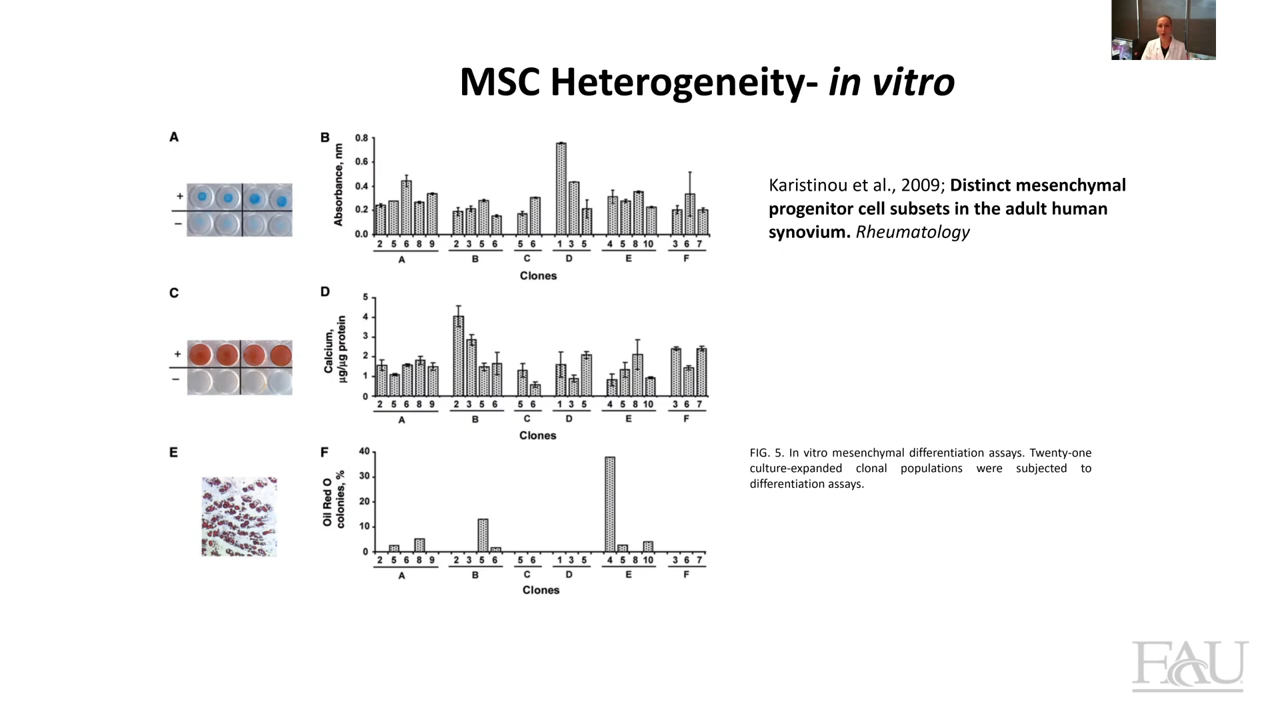 MSC Heterogeneity- in vitro
A
+
−
B
Absorbance, nm
0.8
0.6
0.4
0.2
0.0
2 5 6 8 9 2 3 5 6 5 6 1 3 5 4 5 8 10 3 6 7
A B C D E F
Clones
Karistinou et al., 2009; Distinct mesenchymal
progenitor cell subsets in the adult human
synovium. Rheumatology
C
+
−
D
Calcium,
µg/µg protein
5
4
3
2
1
0
2 5 6 8 9 2 3 5 6 5 6 1 3 5 4 5 8 10 3 6 7
A B C D E F
Clones
E
F
Oil Red O
colonies, %
40
30
20
10
0
2 5 6 8 9 2 3 5 6 5 6 1 3 5 4 5 8 10 3 6 7
A B C D E F
Clones
FIG. 5. In vitro mesenchymal differentiation assays. Twenty-one
culture-expanded clonal populations were subjected to
differentiation assays.
FAU